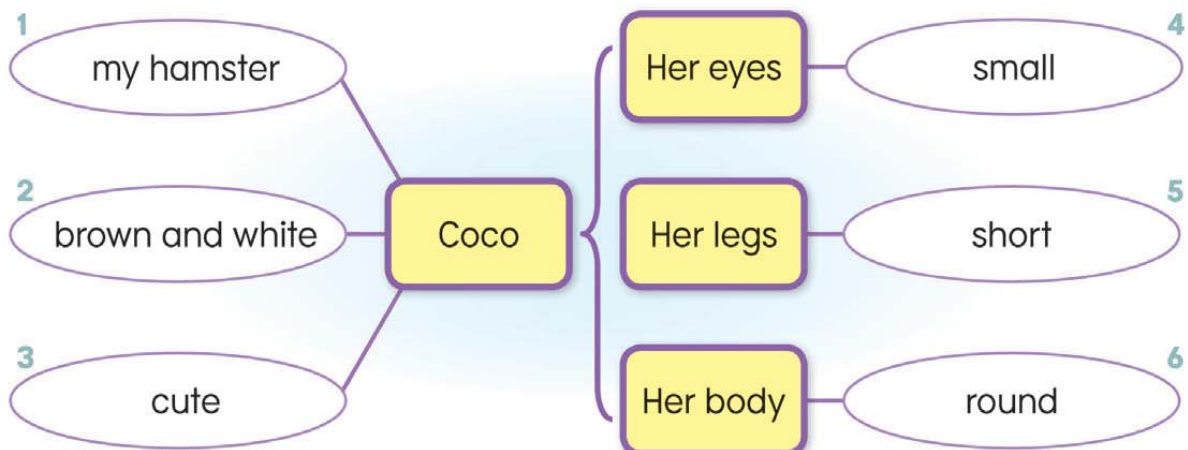 1
my hamster
2
brown and white
3
cute
Coco
Her eyes
4
small
Her legs
5
short
Her body
6
round